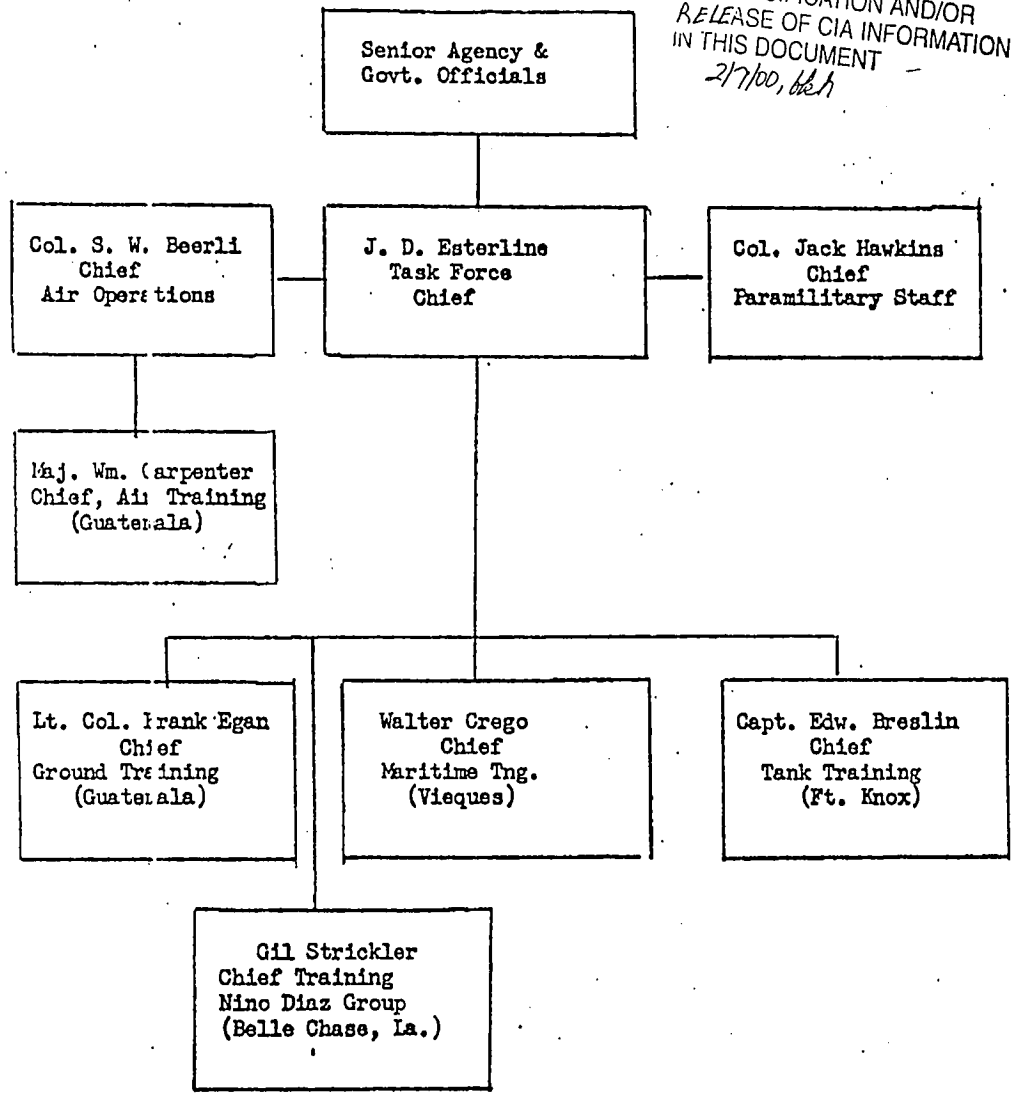 AND/OR
RELEASE OF CIA INFORMATION
IN THIS DOCUMENT
2/7/00, bkh
Senior Agency &
Govt. Officials
Col. S. W. Beerli
Chief
Air Operations
J. D. Esterline
Task Force
Chief
Col. Jack Hawkins
Chief
Paramilitary Staff
Maj. Wm. Carpenter
Chief, Air Training
(Guatemala)
Lt. Col. Frank Egan
Chief
Ground Training
(Guatemala)
Walter Crego
Chief
Maritime Tng.
(Vieques)
Capt. Edw. Breslin
Chief
Tank Training
(Ft. Knox)
Gil Strickler
Chief Training
Nino Diaz Group
(Belle Chase, La.)